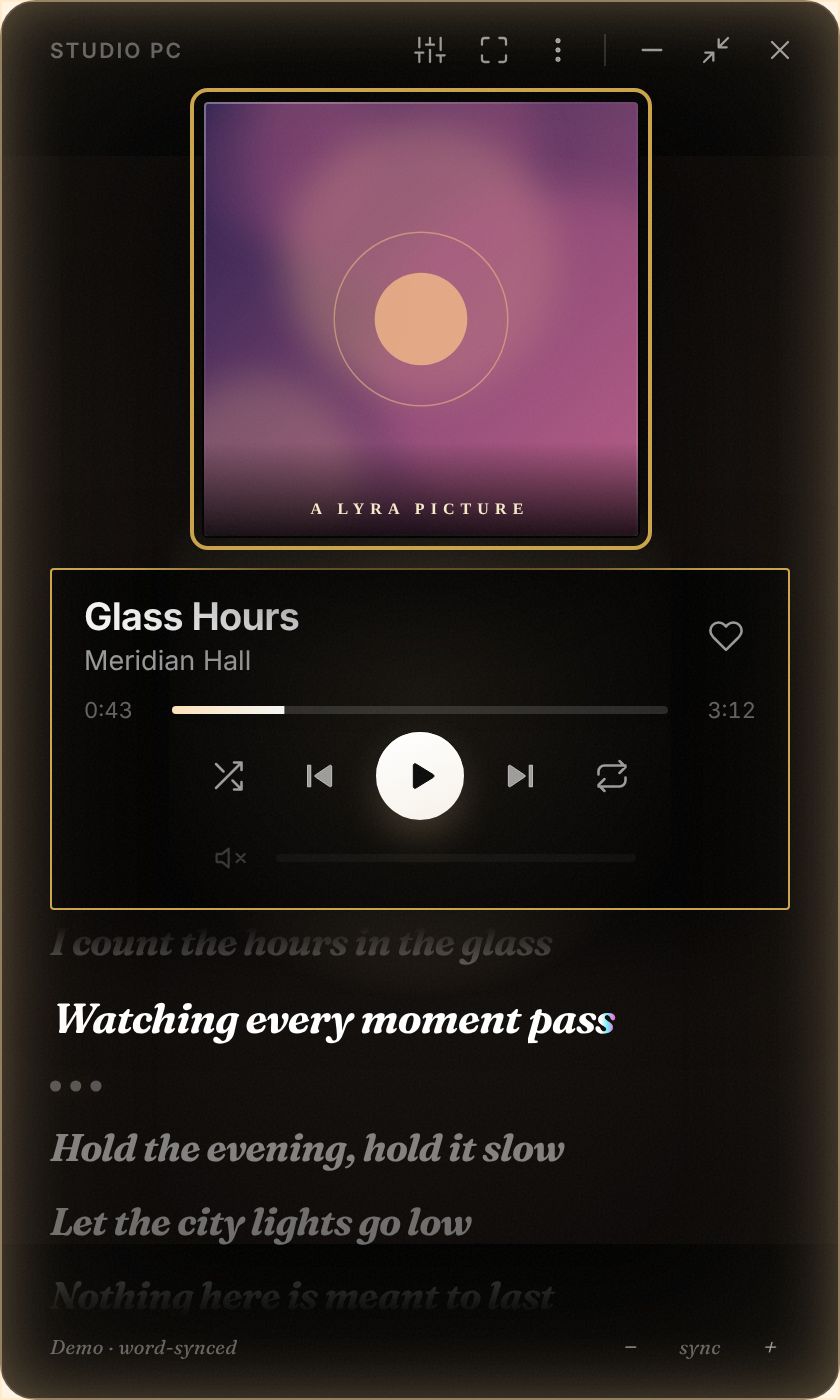 STUDIO PC
A LYRA PICTURE
Glass Hours
Meridian Hall
0:43 3:12
I count the hours in the glass
Watching every moment pass
•••
Hold the evening, hold it slow
Let the city lights go low
Nothing here is meant to last
Demo · word-synced − sync +